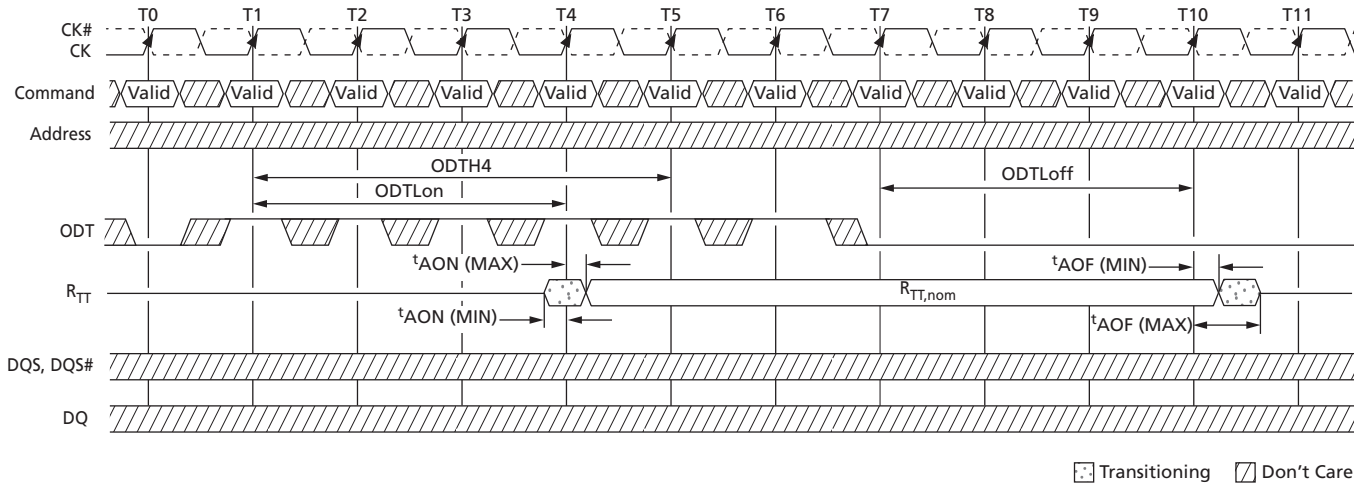 T0 T1 T2 T3 T4 T5 T6 T7 T8 T9 T10 T11
CK#
CK
Command Valid Valid Valid Valid Valid Valid Valid Valid Valid Valid Valid Valid
Address
ODTH4
ODTLoff
ODTLon
ODT
tAON (MAX) tAOF (MIN)
RTT RTT,nom
tAON (MIN) tAOF (MAX)
DQS, DQS#
DQ
Transitioning Don't Care